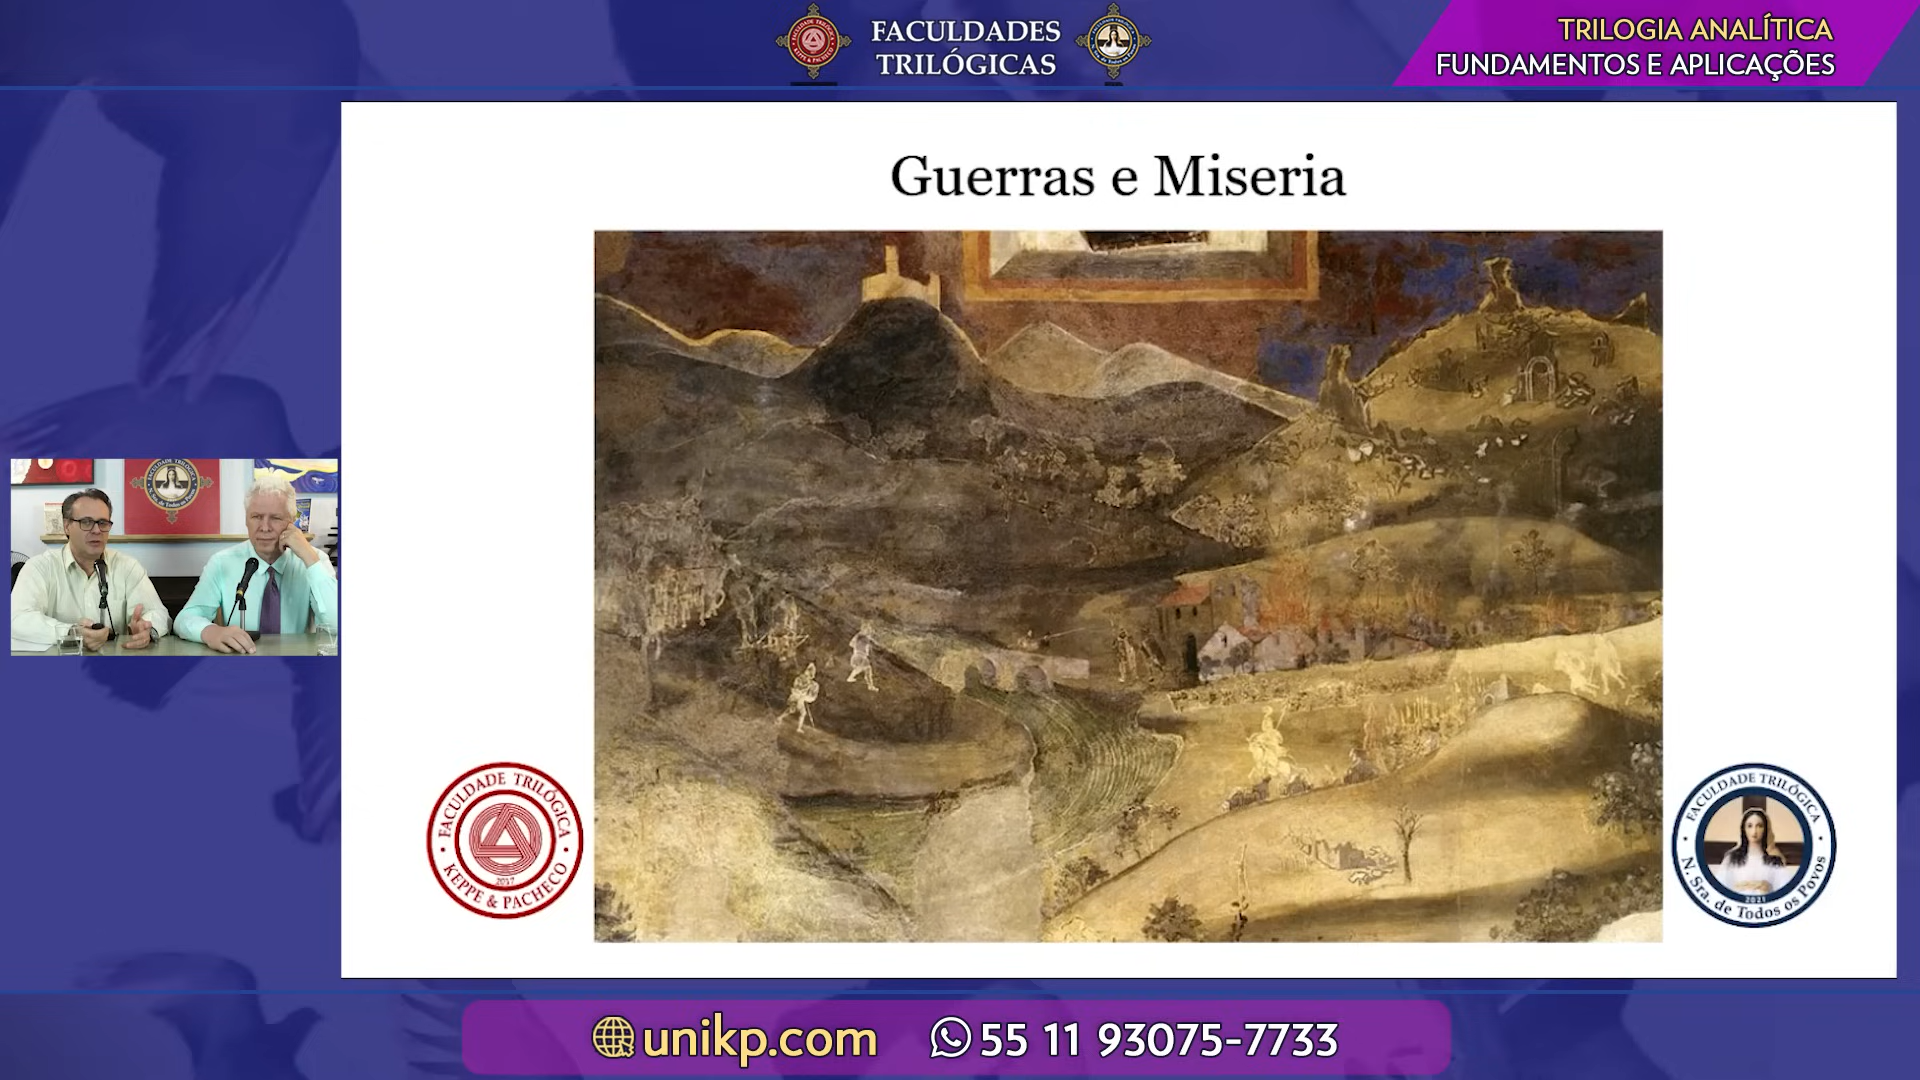 FACULDADES
TRILÓGICAS
TRILOGIA ANALÍTICA
FUNDAMENTOS E APLICAÇÕES
Guerras e Miseria
FACULDADE TRILÓGICA
KEPPE & PACHECO
2017
FACULDADE TRILÓGICA
N. Sra. de Todos os Povos
2021
unikp.com
55 11 93075-7733